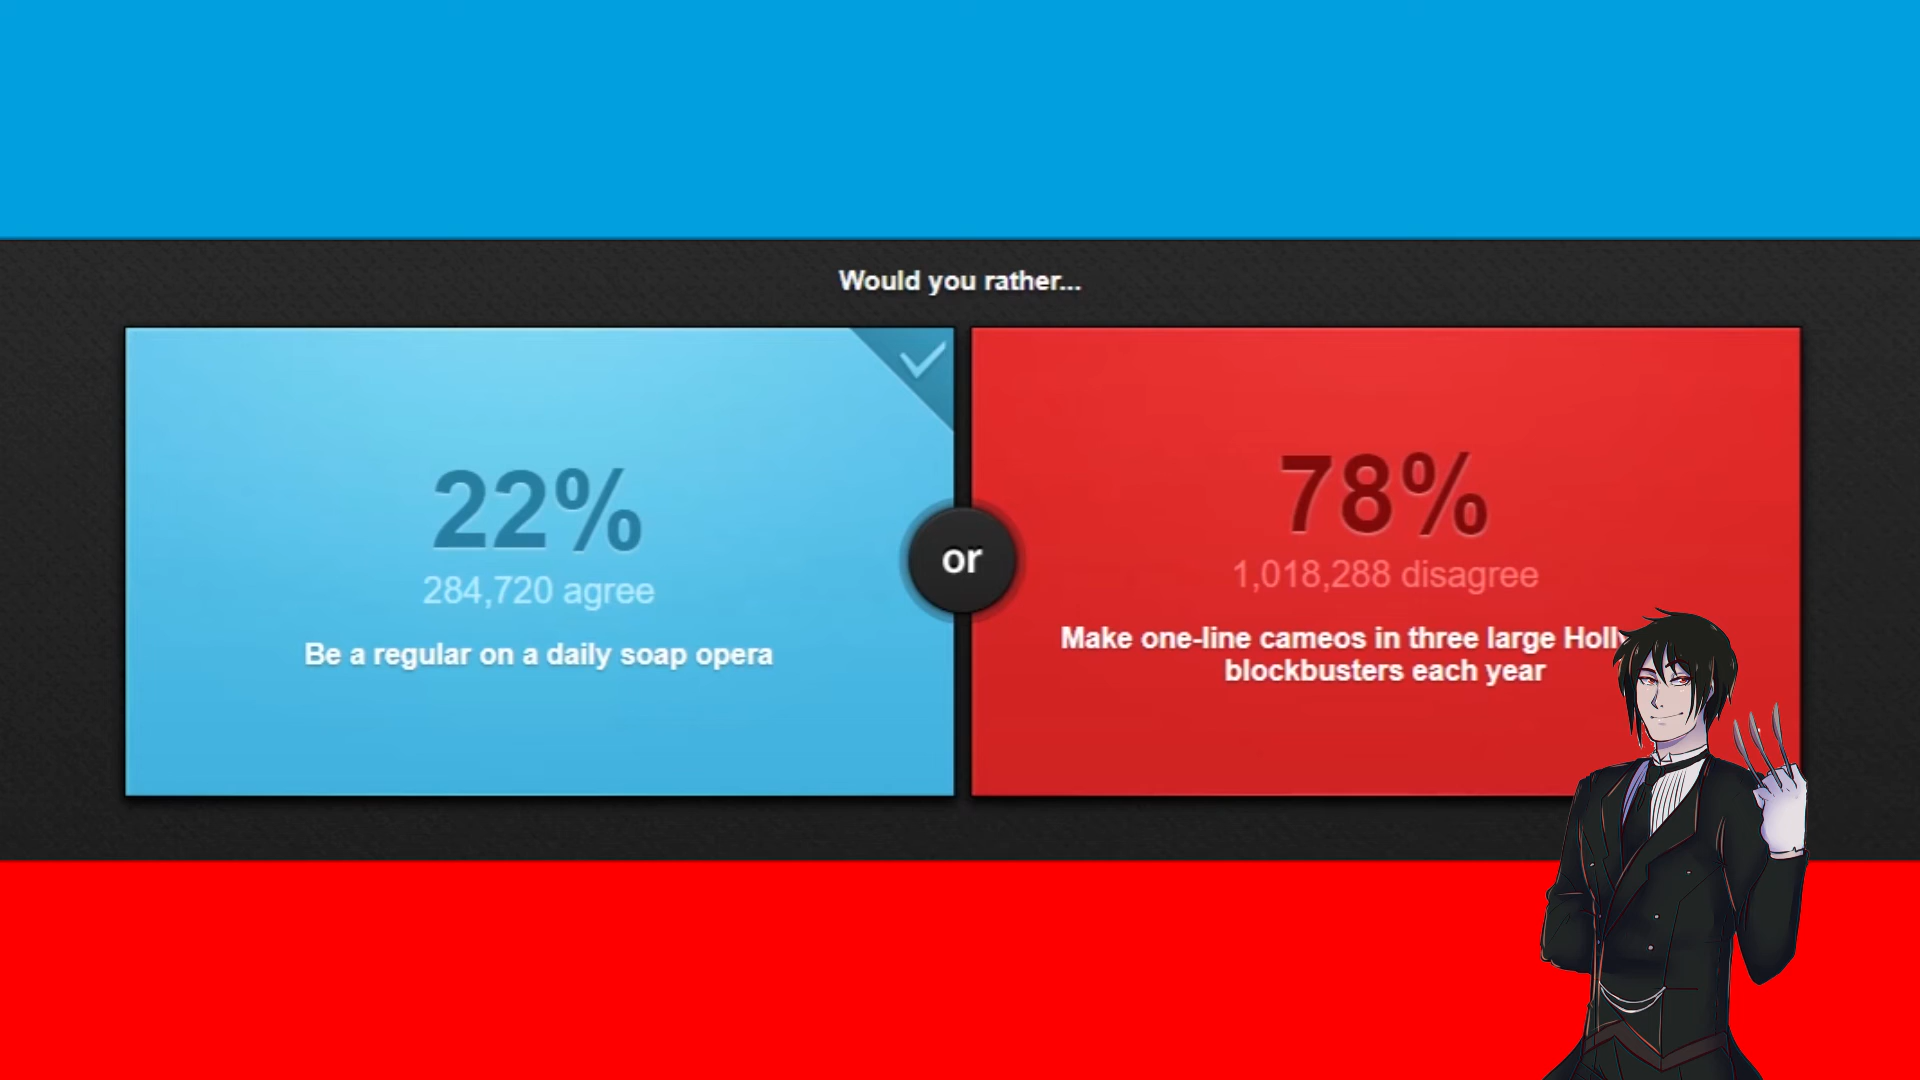 Would you rather...
22%
284,720 agree
Be a regular on a daily soap opera
or
78%
1,018,288 disagree
Make one-line cameos in three large
blockbusters each year